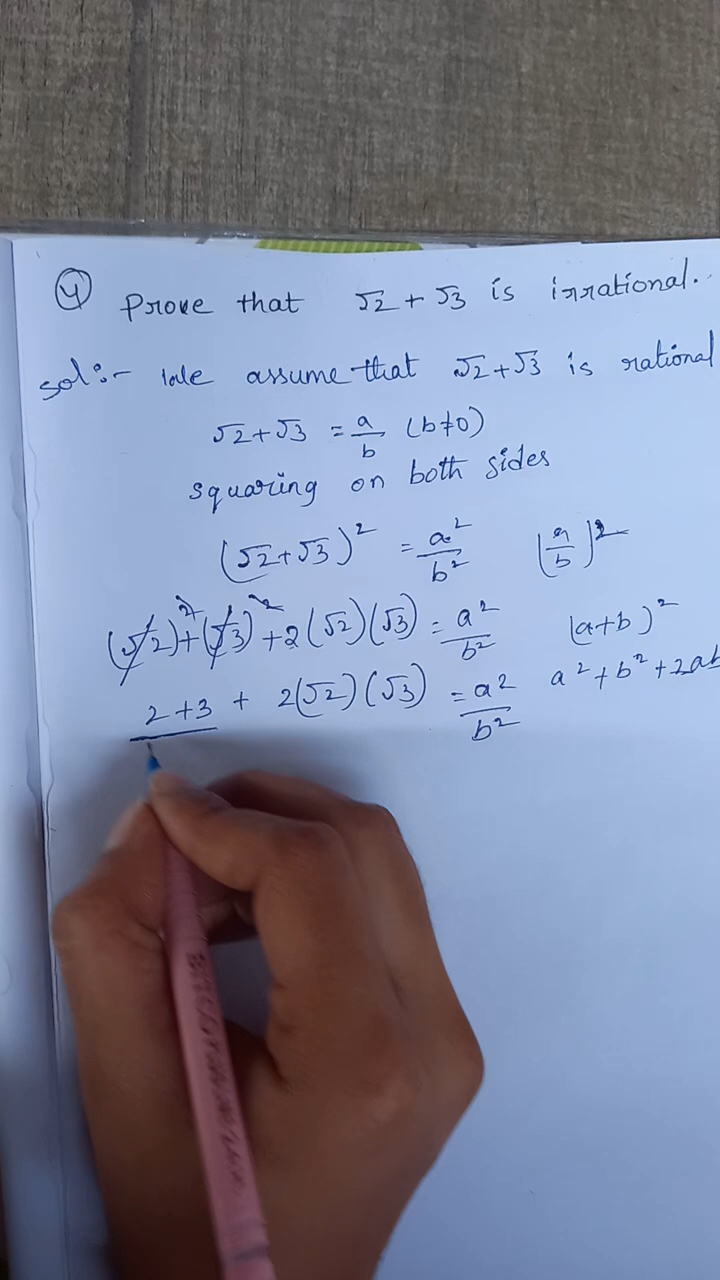 ④ Prove that √2 + √3 is irrational.
Sol:- We assume that √2+√3 is rational
√2+√3 = a/b (b≠0)
squaring on both sides
(√2+√3)² = a²/b² (a/b)²
(√2)²+(√3)²+2(√2)(√3) = a²/b² (a+b)²
2+3 + 2(√2)(√3) = a²/b² a²+b²+2ab